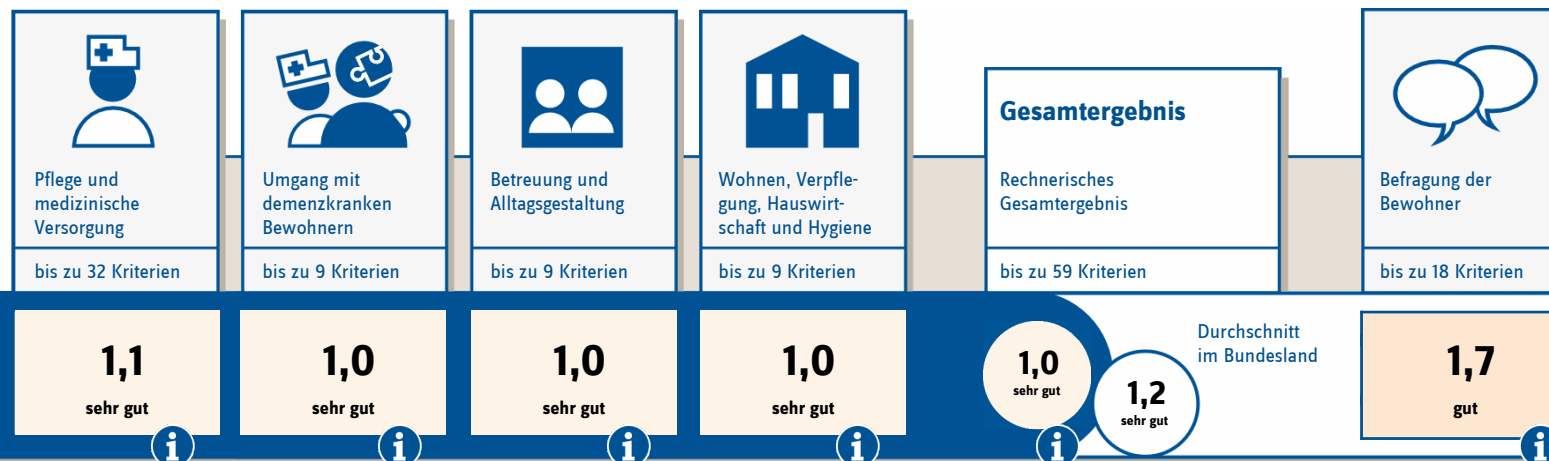 Pflege und
medizinische
Versorgung
bis zu 32 Kriterien
1,1
sehr gut
i
Umgang mit
demenzkranken
Bewohnern
bis zu 9 Kriterien
1,0
sehr gut
i
Betreuung und
Alltagsgestaltung
bis zu 9 Kriterien
1,0
sehr gut
i
Wohnen, Verpfle-
gung, Hauswirt-
schaft und Hygiene
bis zu 9 Kriterien
1,0
sehr gut
i
Gesamtergebnis
Rechnerisches
Gesamtergebnis
bis zu 59 Kriterien
1,0
sehr gut
i
1,2
sehr gut
Durchschnitt
im Bundesland
Befragung der
Bewohner
bis zu 18 Kriterien
1,7
gut
i